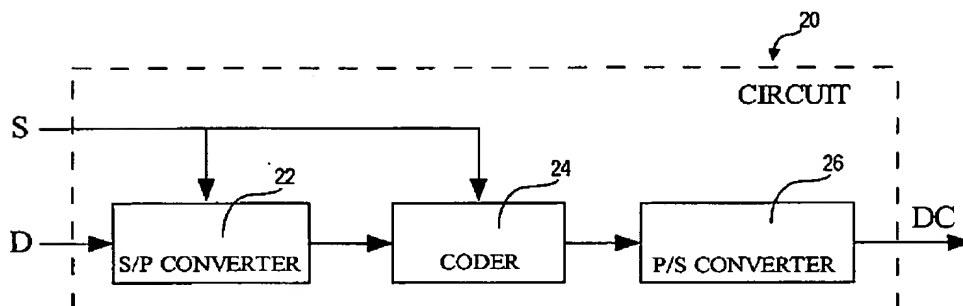 20
CIRCUIT
S
22
24
26
D
S/P CONVERTER
CODER
P/S CONVERTER
DC